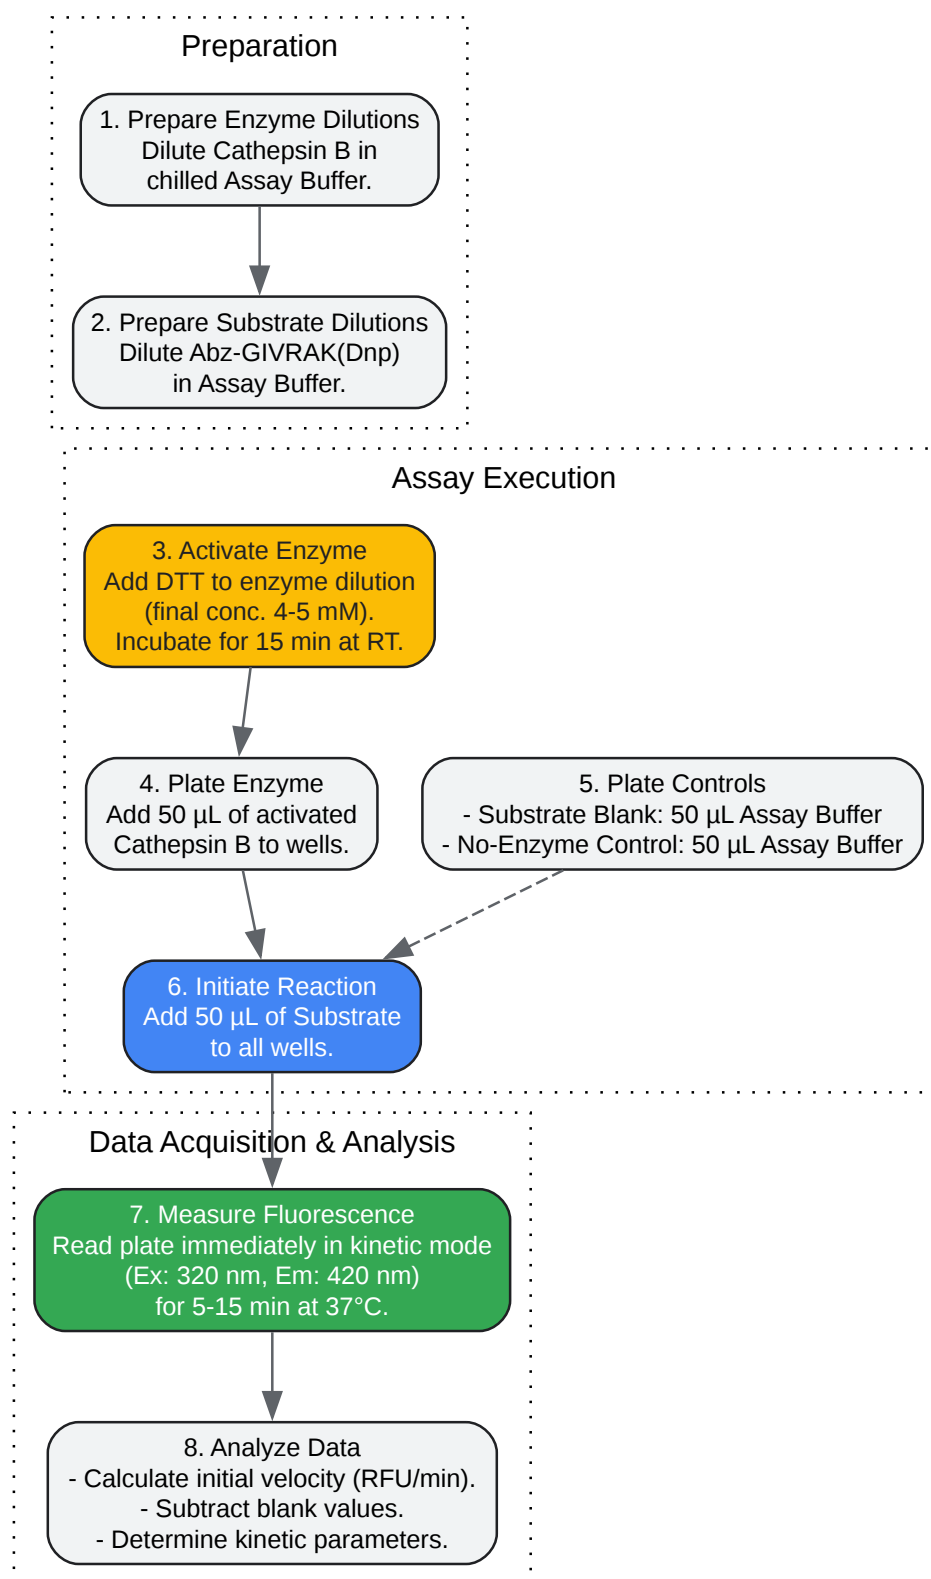 Preparation
1. Prepare Enzyme Dilutions
Dilute Cathepsin B in
chilled Assay Buffer.
2. Prepare Substrate Dilutions
Dilute Abz-GIVRAK(Dnp)
in Assay Buffer.
Assay Execution
3. Activate Enzyme
Add DTT to enzyme dilution
(final conc. 4-5 mM).
Incubate for 15 min at RT.
4. Plate Enzyme
Add 50 µL of activated
Cathepsin B to wells.
5. Plate Controls
- Substrate Blank: 50 µL Assay Buffer
- No-Enzyme Control: 50 µL Assay Buffer
6. Initiate Reaction
Add 50 µL of Substrate
to all wells.
Data Acquisition & Analysis
7. Measure Fluorescence
Read plate immediately in kinetic mode
(Ex: 320 nm, Em: 420 nm)
for 5-15 min at 37°C.
8. Analyze Data
- Calculate initial velocity (RFU/min).
- Subtract blank values.
- Determine kinetic parameters.